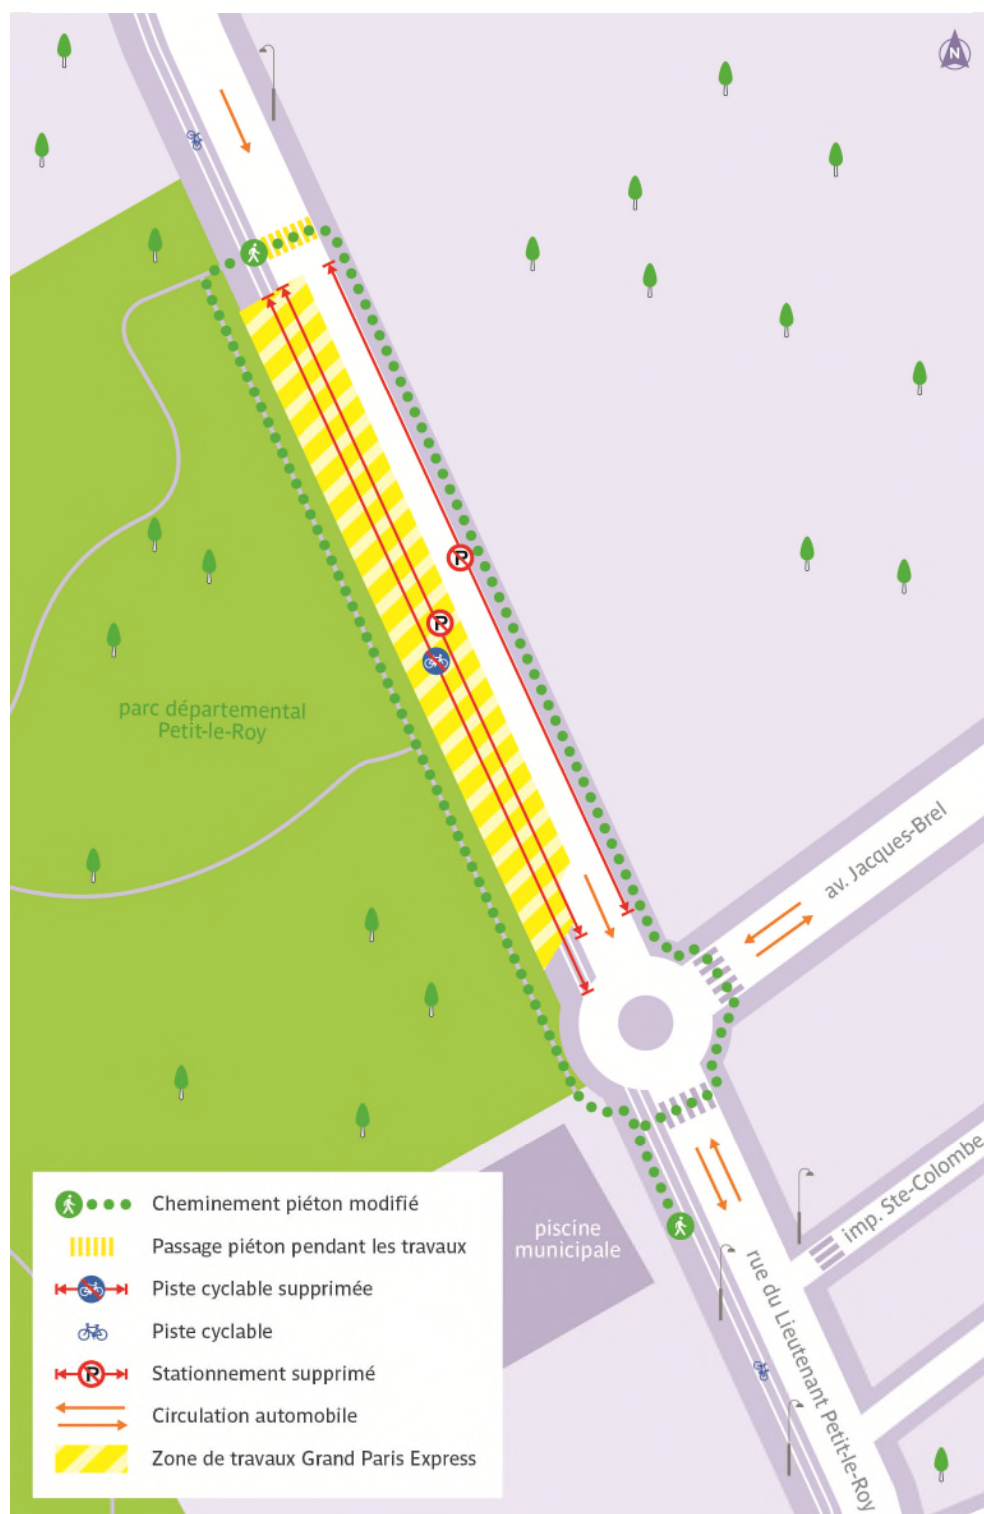 N
P
P
parc départemental
Petit-le-Roy
av. Jacques-Brel
imp. Ste-Colombe
piscine
municipale
rue du Lieutenant Petit-le-Roy
Cheminement piéton modifié
Passage piéton pendant les travaux
Piste cyclable supprimée
Piste cyclable
P
Stationnement supprimé
Circulation automobile
Zone de travaux Grand Paris Express